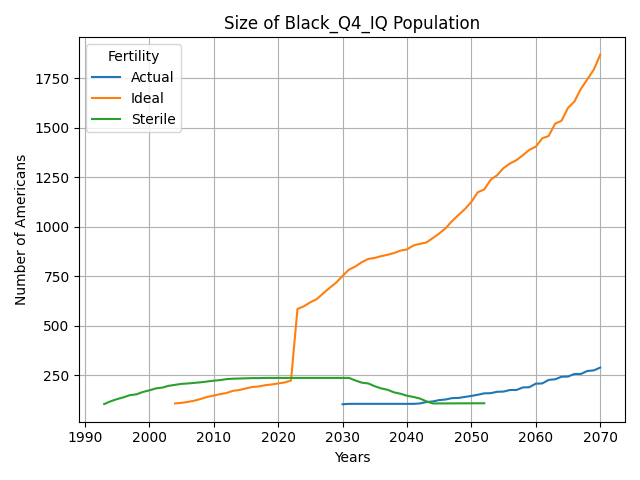 Size of Black_Q4_IQ Population
Fertility
Actual
Ideal
Sterile
Number of Americans
1750
1500
1250
1000
750
500
250
1990 2000 2010 2020 2030 2040 2050 2060 2070
Years